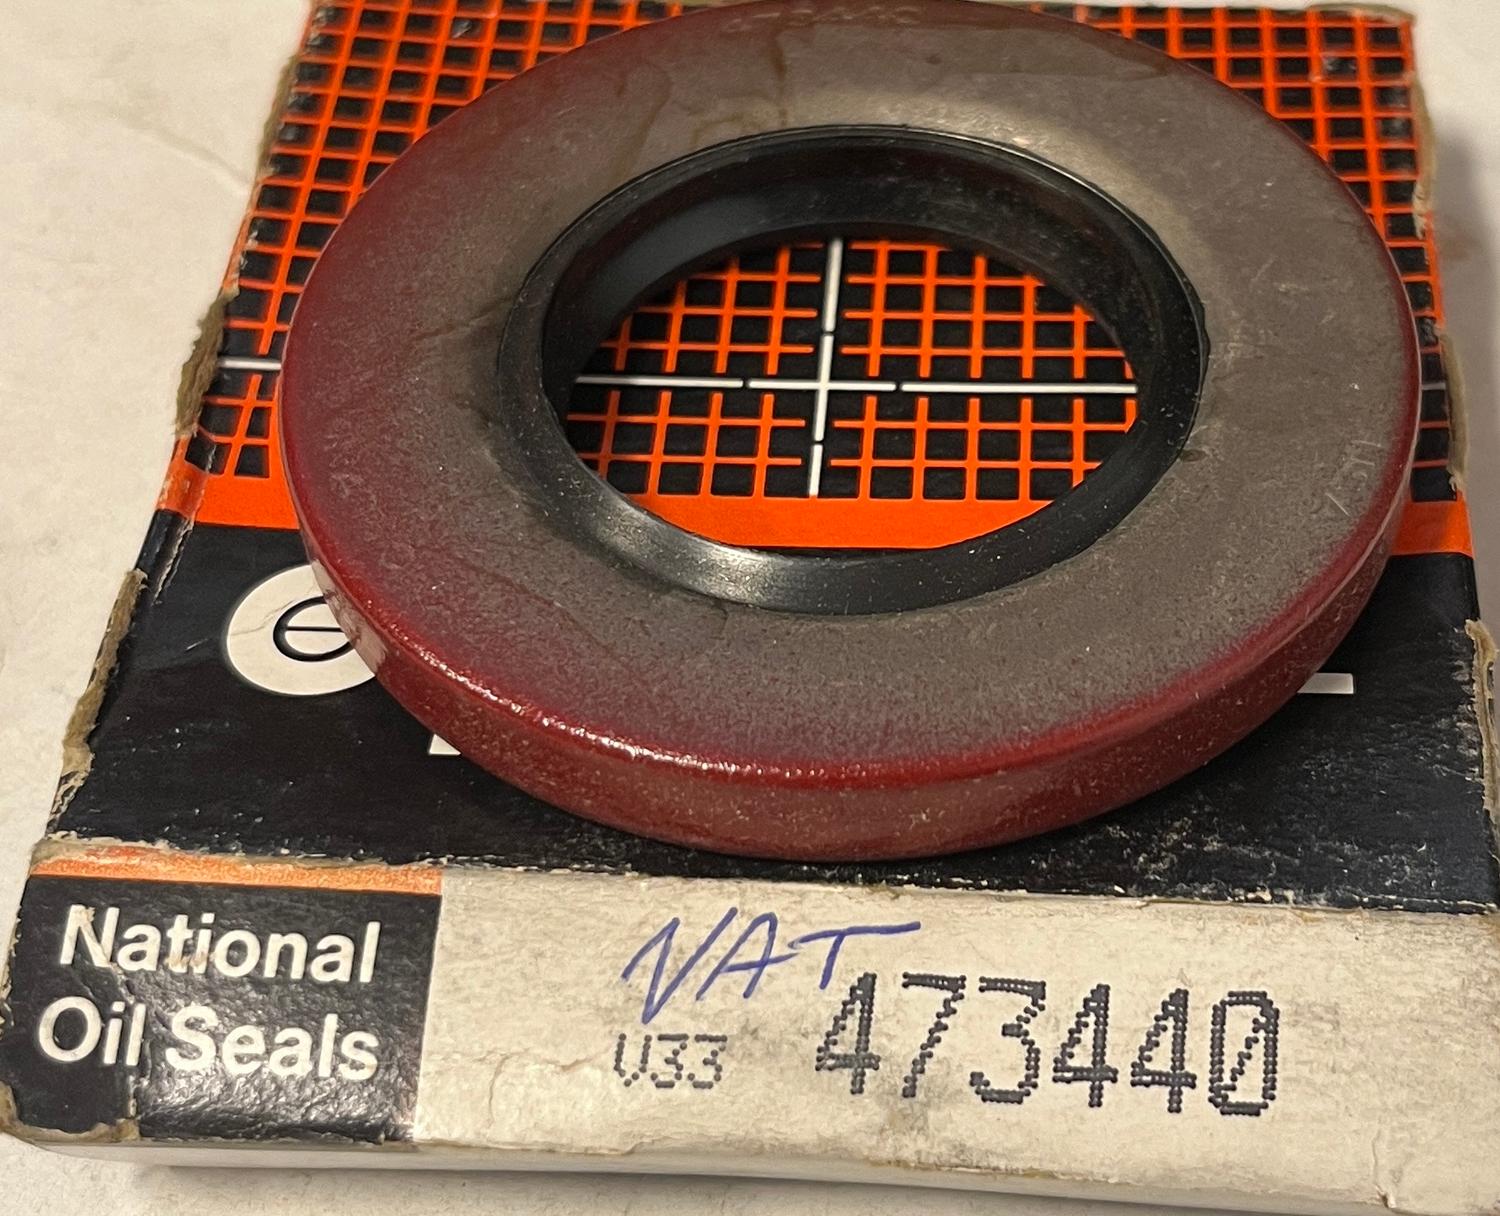 National
Oil Seals
NAT
V33 473440